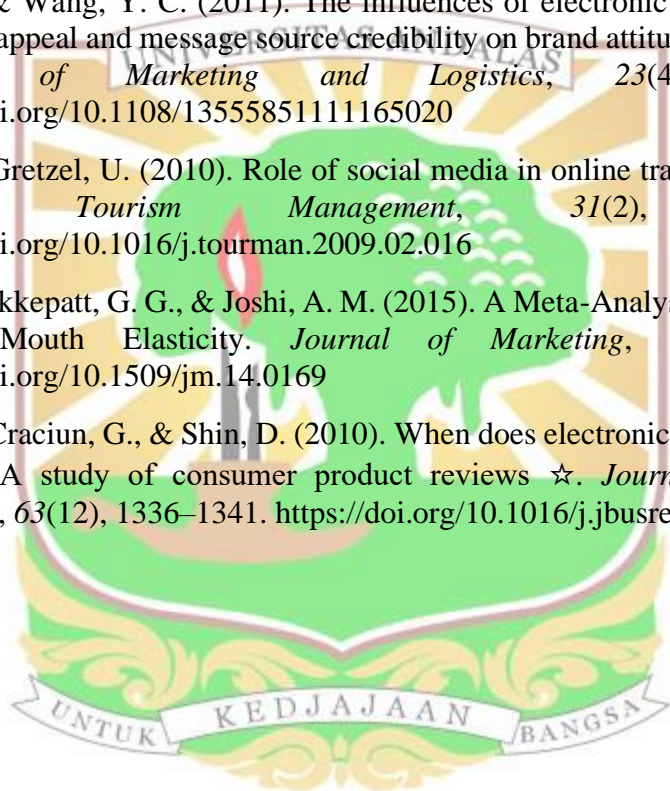 & Wang, Y. C. (2011). The influences of electronic
appeal and message source credibility on brand attitu
UNIVERSITAS ANDALAS
of Marketing and Logistics, 23(4
i.org/10.1108/13555851111165020
Gretzel, U. (2010). Role of social media in online tra
Tourism Management, 31(2),
i.org/10.1016/j.tourman.2009.02.016
kkepatt, G. G., & Joshi, A. M. (2015). A Meta-Analys
Mouth Elasticity. Journal of Marketing,
i.org/10.1509/jm.14.0169
Craciun, G., & Shin, D. (2010). When does electronic
A study of consumer product reviews ☆. Journ
, 63(12), 1336–1341. https://doi.org/10.1016/j.jbusre
UNTUK KEDJAJAAN BANGSA